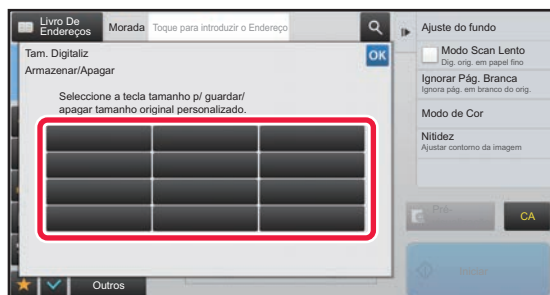 Livro De
Endereços
Morada
Toque para introduzir o Endereço
Tam. Digitaliz
OK
Armazenar/Apagar
Seleccione a tecla tamanho p/ guardar/
apagar tamanho original personalizado.
Outros
Ajuste do fundo
Modo Scan Lento
Dig. orig. em papel fino
Ignorar Pág. Branca
Ignora pág. em branco do orig.
Modo de Cor
Nitidez
Ajustar contorno da imagem
CA